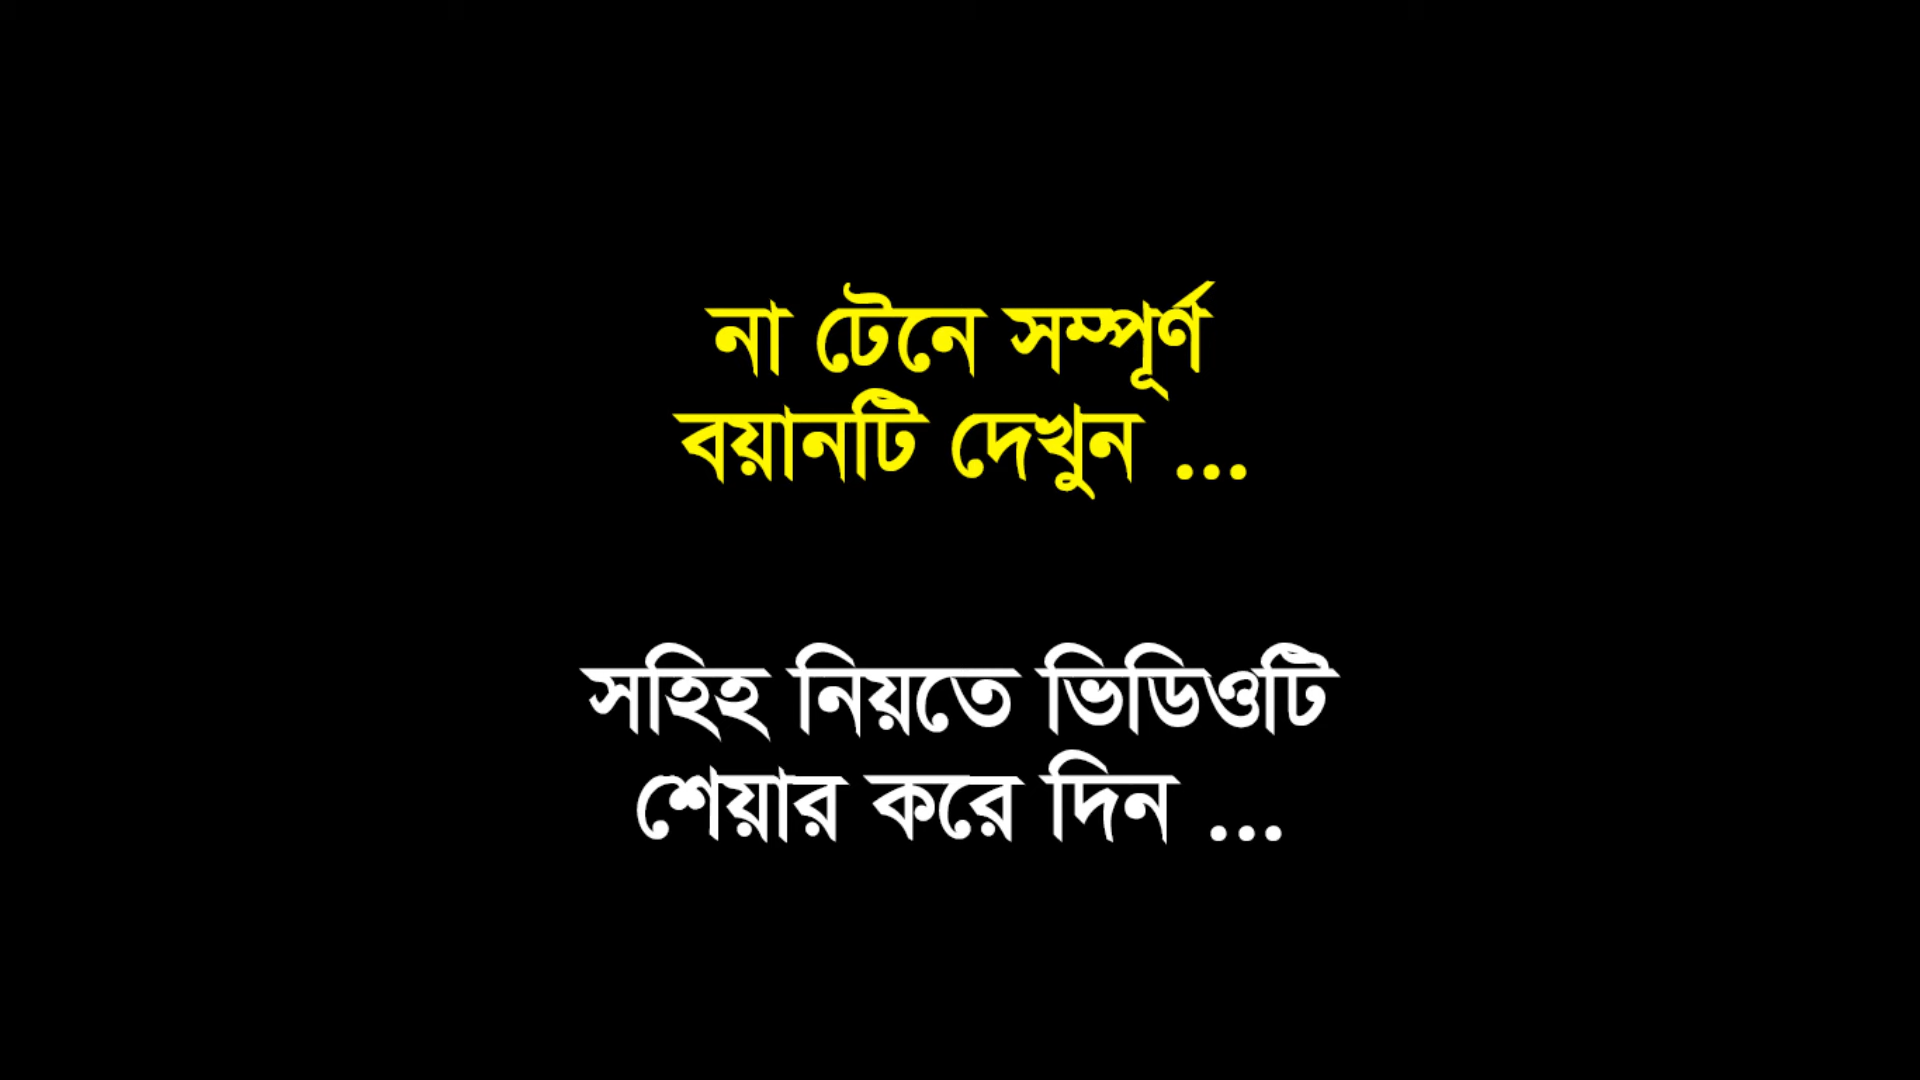 না টেনে সম্পূর্ণ
বয়ানটি দেখুন ...
সহিহ নিয়তে ভিডিওটি
শেয়ার করে দিন ...